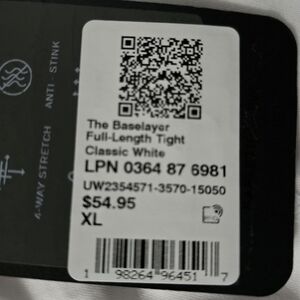 ANTI - STINK
4-WAY STRETCH
The Baselayer
Full-Length Tight
Classic White
LPN 0364 87 6981
UW2354571-3570-15050
$54.95
XL
1 98264 96451 7